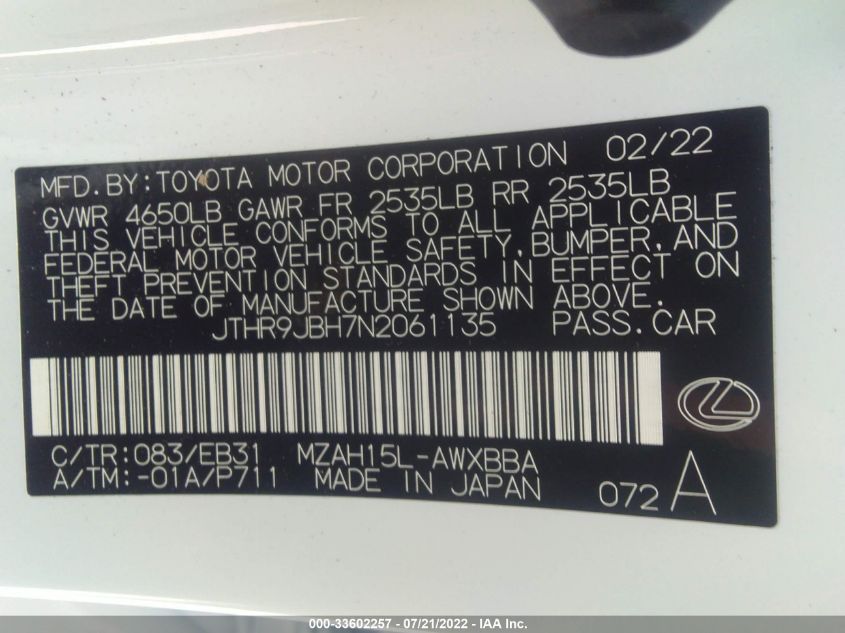 MFD. BY: TOYOTA MOTOR CORPORATION 02/22
GVWR 4650LB GAWR FR 2535LB RR 2535LB
THIS VEHICLE CONFORMS TO ALL APPLICABLE
FEDERAL MOTOR VEHICLE SAFETY, BUMPER, AND
THEFT PREVENTION STANDARDS IN EFFECT ON
THE DATE OF MANUFACTURE SHOWN ABOVE.
JTHR9JBH7N2061135 PASS. CAR
C/TR: 083/EB31 MZAH15L-AWXBBA
A/TM:-01A/P711 MADE IN JAPAN 072 A
000-33602257 - 07/21/2022 - IAA Inc.